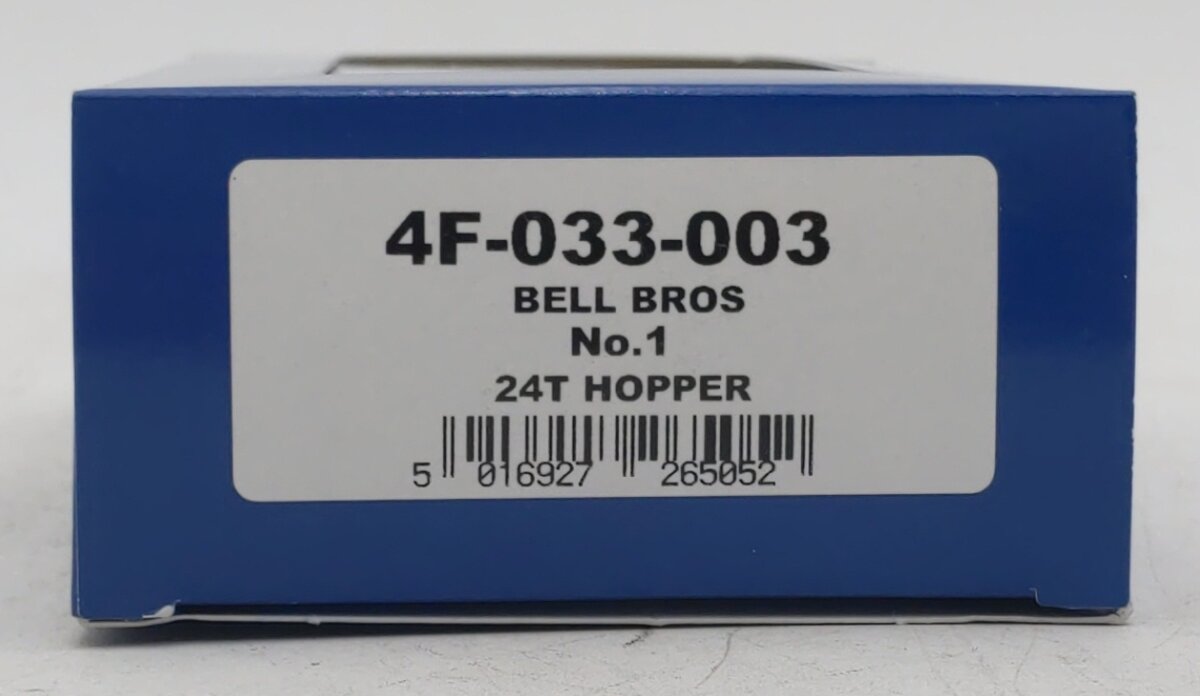 4F-033-003
BELL BROS
No.1
24T HOPPER
5 016927 265052